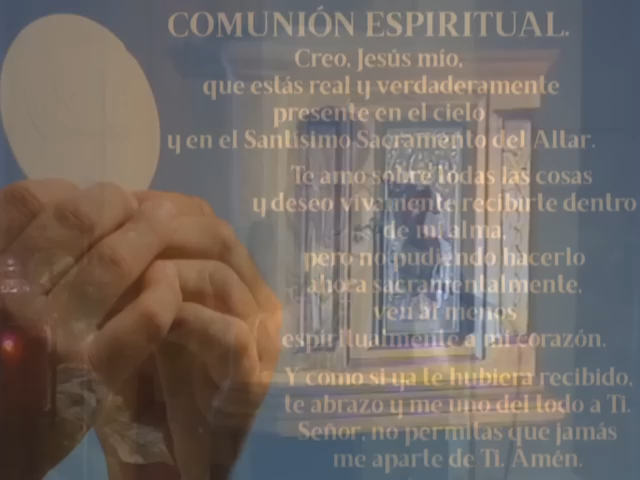 COMUNIÓN ESPIRITUAL.
Creo, Jesús mío,
que estás real y verdaderamente
presente en el cielo
y en el Santísimo Sacramento del Altar.
Te amo sobre todas las cosas
y deseo vivamente recibirte dentro
de mi alma,
pero no pudiendo hacerlo
ahora sacramentalmente,
ven al menos
espiritualmente a mi corazón.
Y como si ya te hubiera recibido,
te abrazo y me uno del todo a Ti.
Señor, no permitas que jamás
me aparte de Ti. Amén.